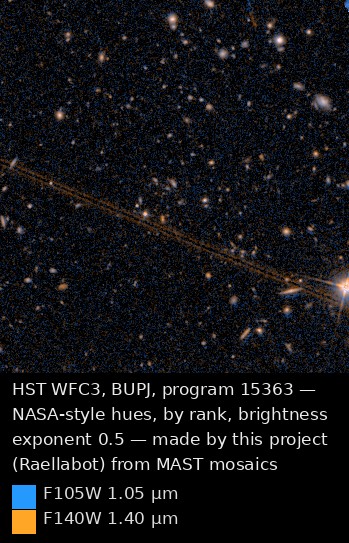 HST WFC3, BUPJ, program 15363 —
NASA-style hues, by rank, brightness
exponent 0.5 — made by this project
(Raellabot) from MAST mosaics
F105W 1.05 μm
F140W 1.40 μm